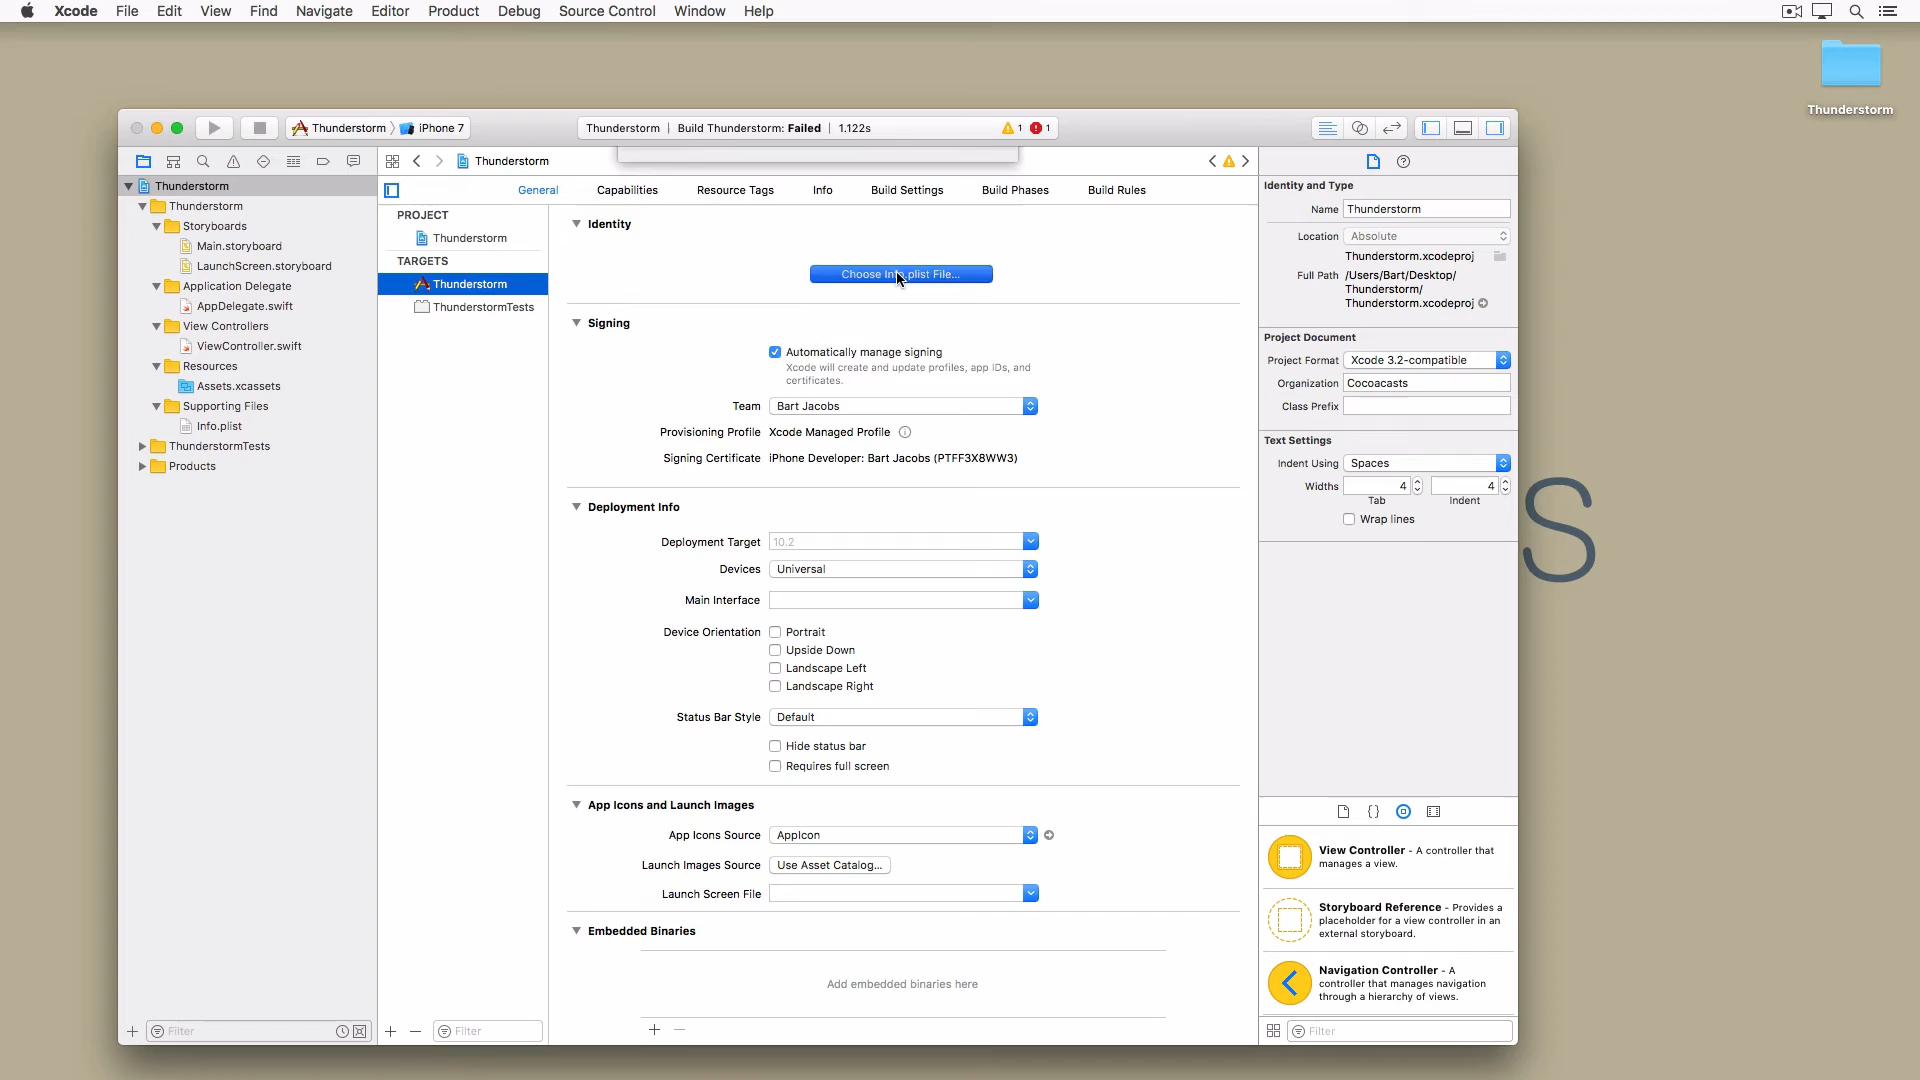 Xcode File Edit View Find Navigate Editor Product Debug Source Control Window Help
Thunderstorm
Thunderstorm iPhone 7
Thunderstorm | Build Thunderstorm: Failed | 1.122s
1 1
Thunderstorm
Thunderstorm
Thunderstorm
Storyboards
Main.storyboard
LaunchScreen.storyboard
Application Delegate
AppDelegate.swift
View Controllers
ViewController.swift
Resources
Assets.xcassets
Supporting Files
Info.plist
ThunderstormTests
Products
Filter
General Capabilities Resource Tags Info Build Settings Build Phases Build Rules
PROJECT
Thunderstorm
TARGETS
Thunderstorm
ThunderstormTests
Filter
Identity
Choose Info.plist File...
Signing
Automatically manage signing
Xcode will create and update profiles, app IDs, and
certificates.
Team Bart Jacobs
Provisioning Profile Xcode Managed Profile
Signing Certificate iPhone Developer: Bart Jacobs (PTFF3X8WW3)
Deployment Info
Deployment Target 10.2
Devices Universal
Main Interface
Device Orientation Portrait
Upside Down
Landscape Left
Landscape Right
Status Bar Style Default
Hide status bar
Requires full screen
App Icons and Launch Images
App Icons Source AppIcon
Launch Images Source Use Asset Catalog...
Launch Screen File
Embedded Binaries
Add embedded binaries here
Identity and Type
Name Thunderstorm
Location Absolute
Thunderstorm.xcodeproj
Full Path /Users/Bart/Desktop/
Thunderstorm/
Thunderstorm.xcodeproj
Project Document
Project Format Xcode 3.2-compatible
Organization Cocoacasts
Class Prefix
Text Settings
Indent Using Spaces
Widths 4 4
Tab Indent
Wrap lines
View Controller - A controller that
manages a view.
Storyboard Reference - Provides a
placeholder for a view controller in an
external storyboard.
Navigation Controller - A
controller that manages navigation
through a hierarchy of views.
Filter
S